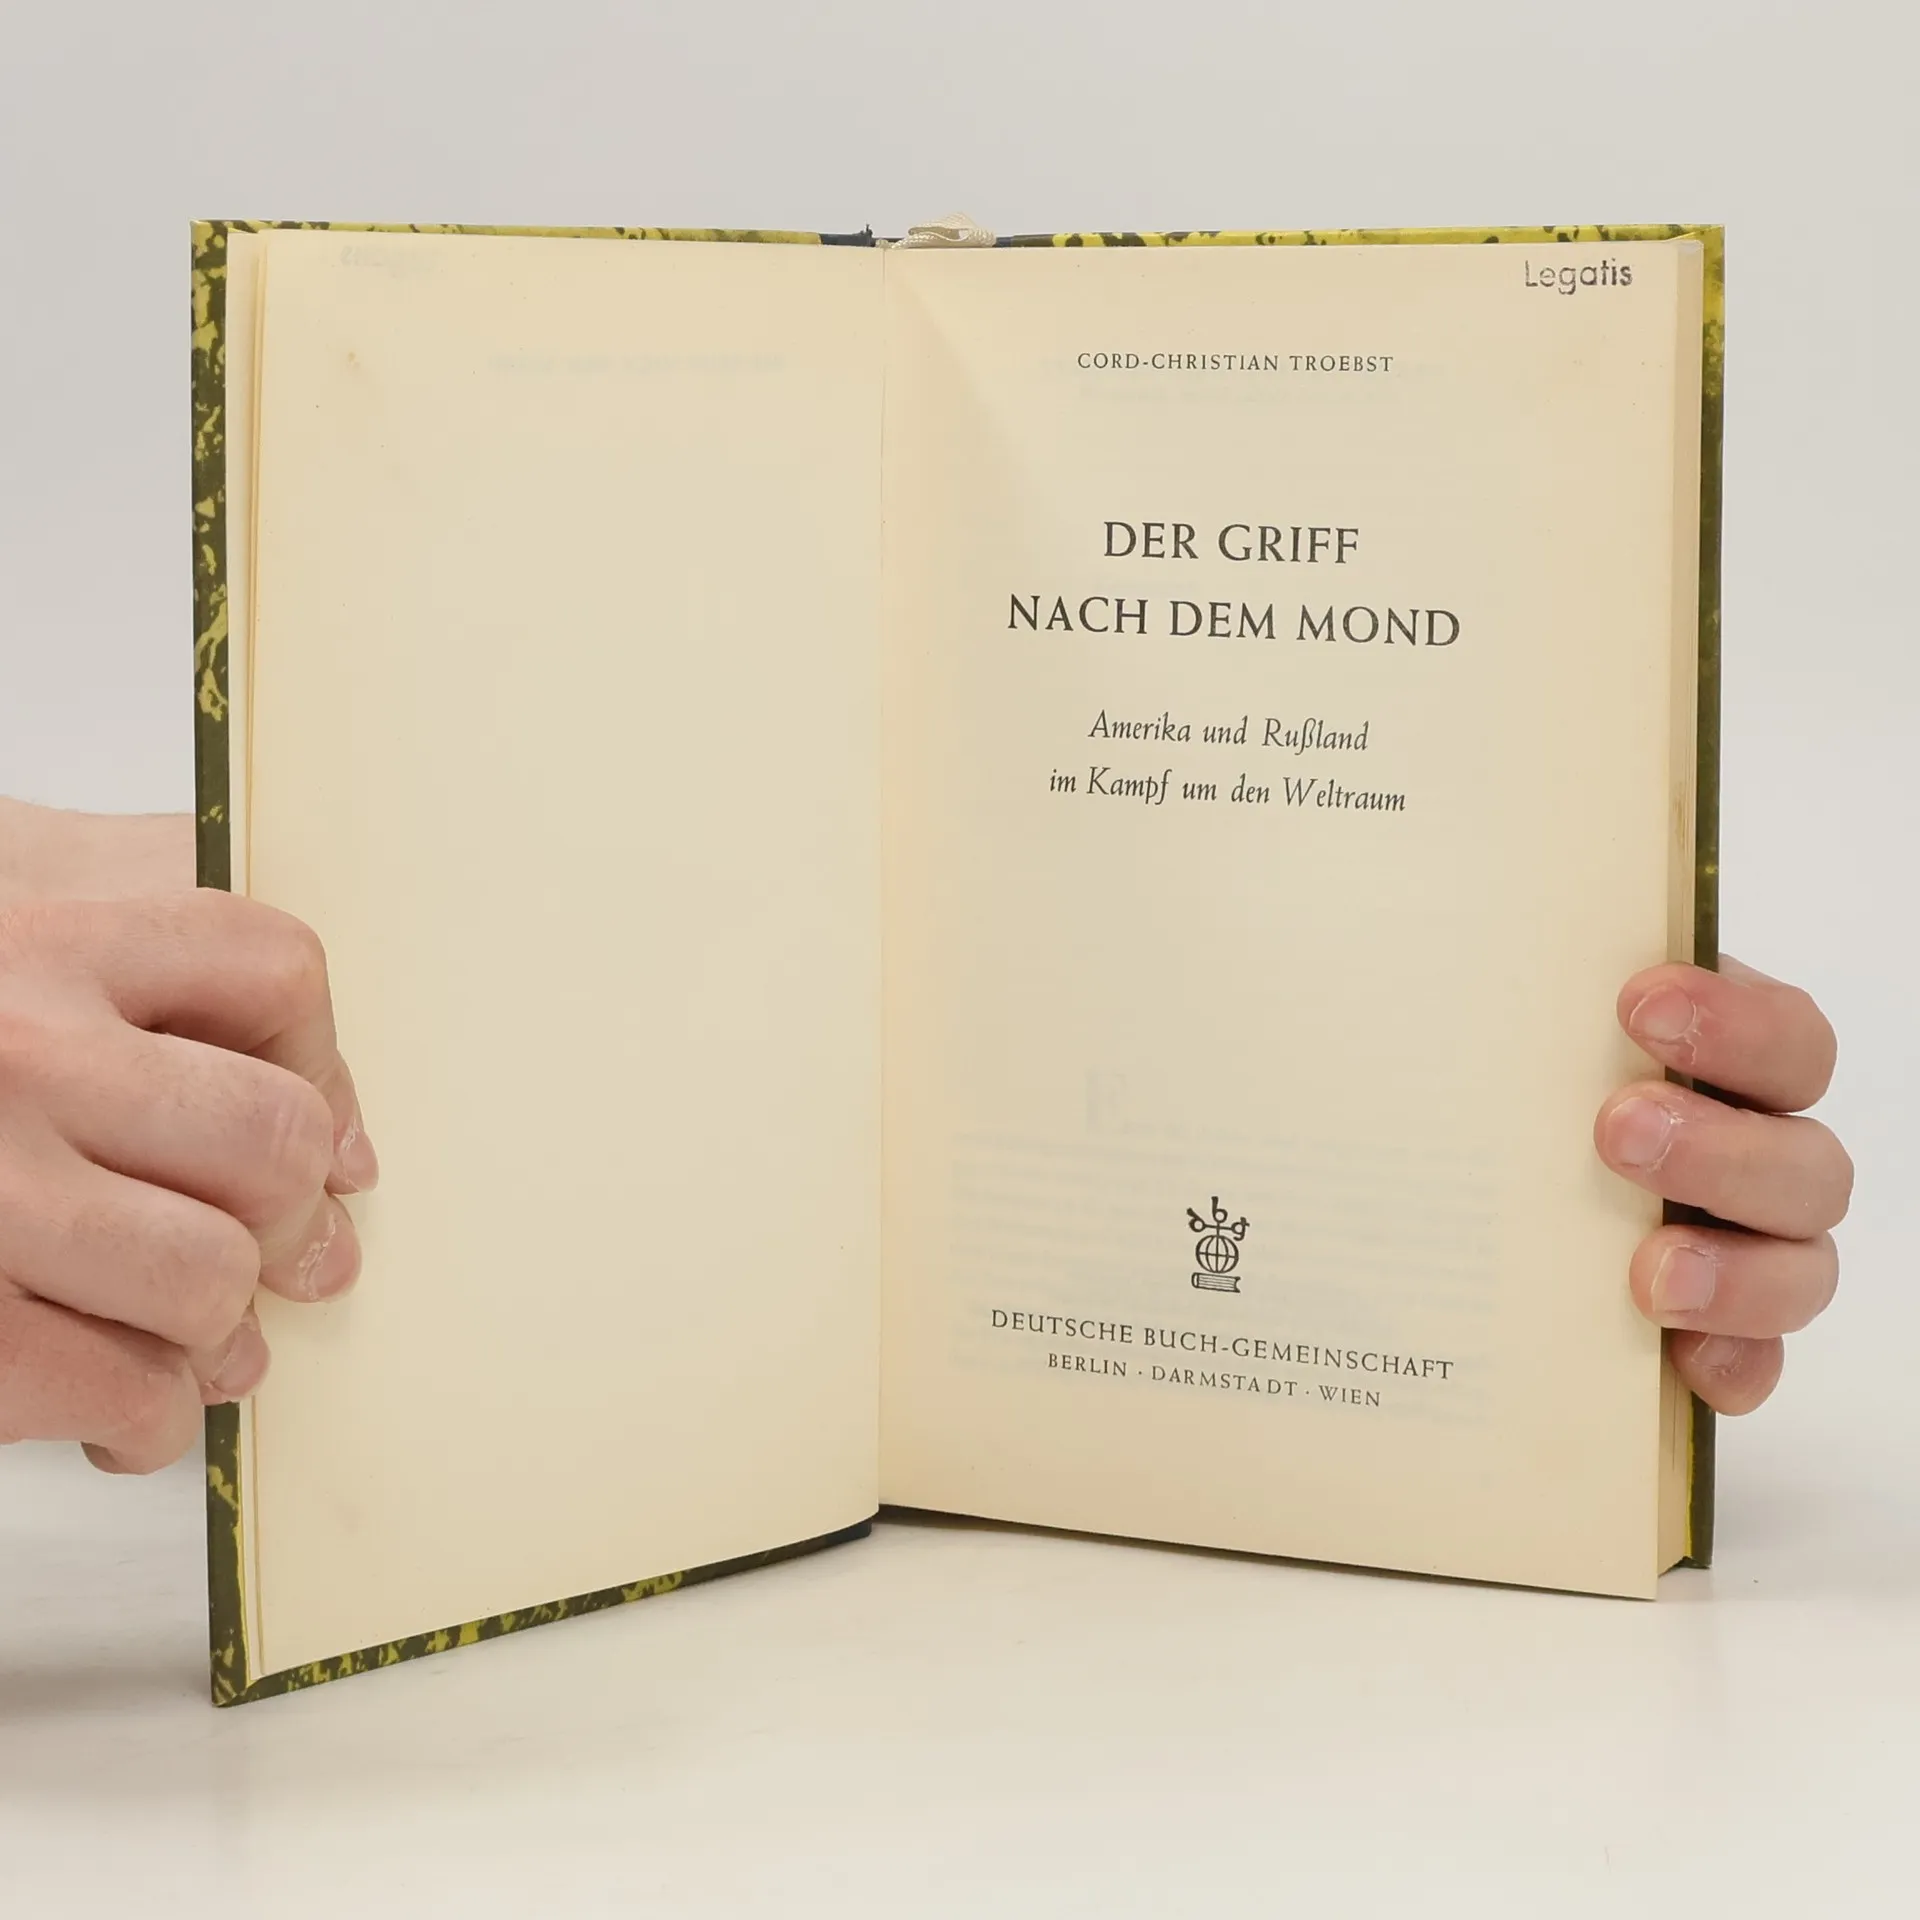 Legatis
CORD-CHRISTIAN TROEBST
DER GRIFF
NACH DEM MOND
Amerika und Rußland
im Kampf um den Weltraum
dbg
DEUTSCHE BUCH-GEMEINSCHAFT
BERLIN · DARMSTADT · WIEN